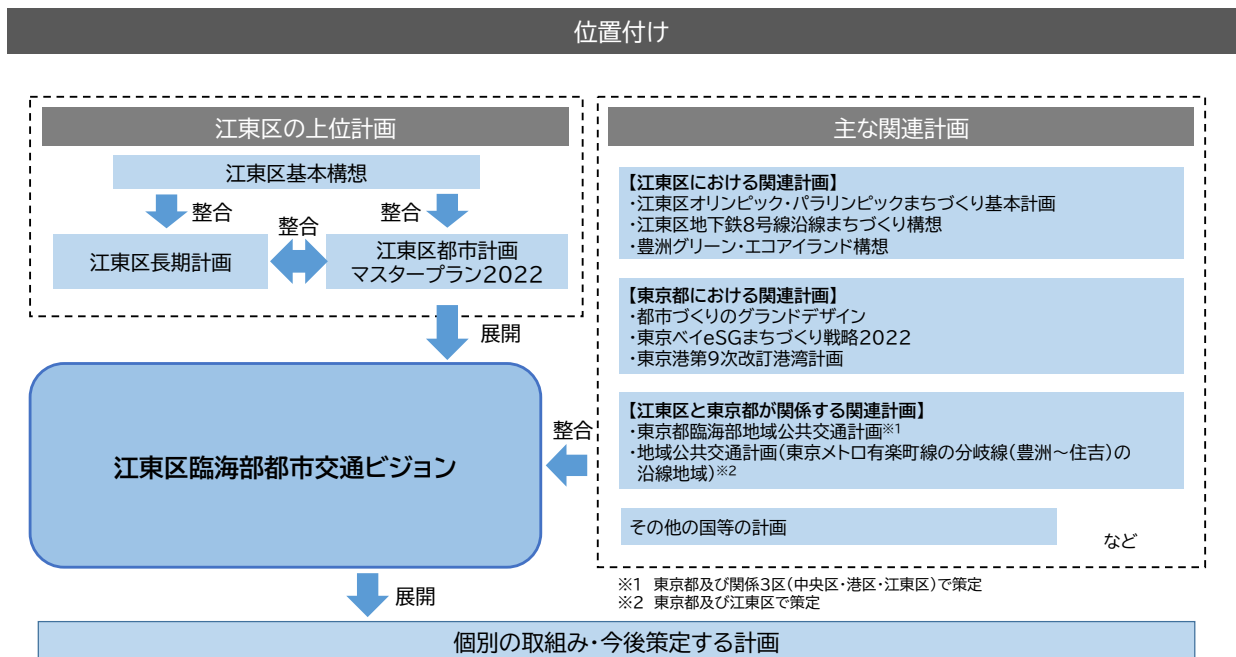 位置付け
江東区の上位計画
江東区基本構想
整合
整合
整合
江東区長期計画
江東区都市計画
マスタープラン2022
展開
江東区臨海部都市交通ビジョン
整合
主な関連計画
【江東区における関連計画】
・江東区オリンピック・パラリンピックまちづくり基本計画
・江東区地下鉄8号線沿線まちづくり構想
・豊洲グリーン・エコアイランド構想
【東京都における関連計画】
・都市づくりのグランドデザイン
・東京ベイeSGまちづくり戦略2022
・東京港第9次改訂港湾計画
【江東区と東京都が関係する関連計画】
・東京都臨海部地域公共交通計画※1
・地域公共交通計画(東京メトロ有楽町線の分岐線(豊洲~住吉)の
沿線地域)※2
その他の国等の計画
など
※1 東京都及び関係3区(中央区・港区・江東区)で策定
※2 東京都及び江東区で策定
展開
個別の取組み・今後策定する計画